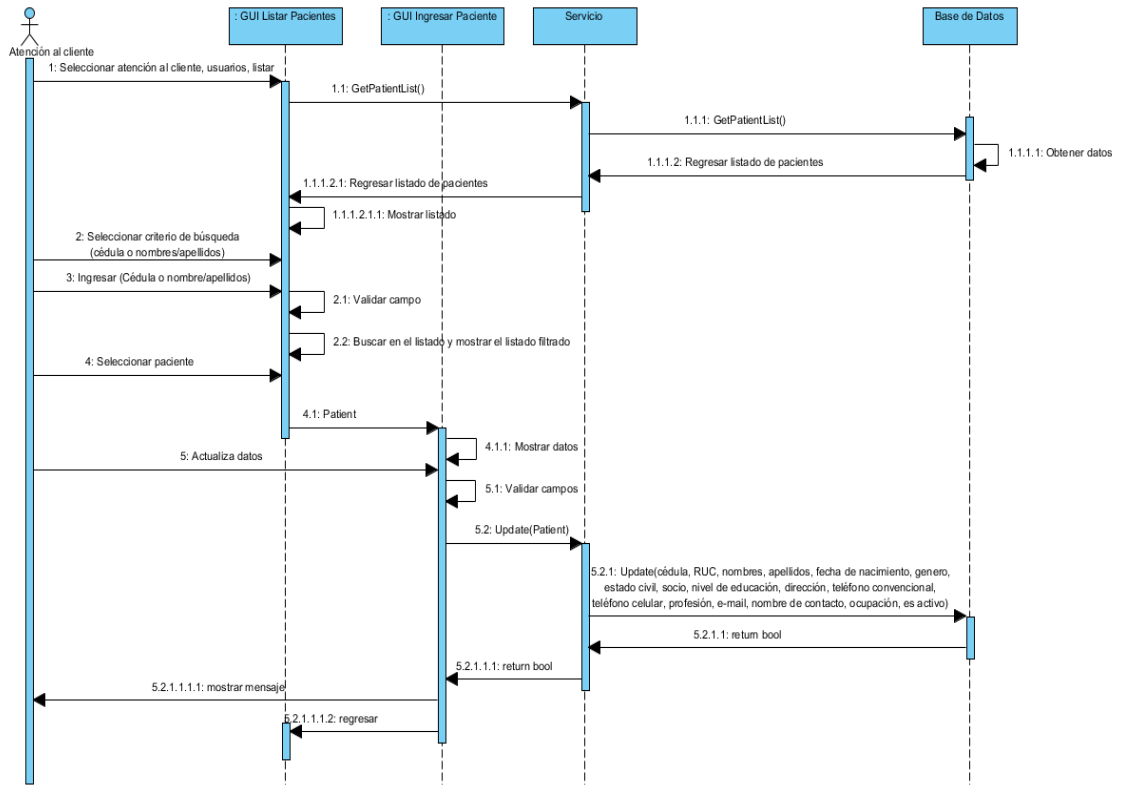 : GUI Listar Pacientes
: GUI Ingresar Paciente
Servicio
Base de Datos
Atención al cliente
1: Seleccionar atención al cliente, usuarios, listar
1.1: GetPatientList()
1.1.1: GetPatientList()
1.1.1.1: Obtener datos
1.1.1.2: Regresar listado de pacientes
1.1.1.2.1: Regresar listado de pacientes
1.1.1.2.1.1: Mostrar listado
2: Seleccionar criterio de búsqueda
(cédula o nombres/apellidos)
3: Ingresar (Cédula o nombre/apellidos)
2.1: Validar campo
2.2: Buscar en el listado y mostrar el listado filtrado
4: Seleccionar paciente
4.1: Patient
4.1.1: Mostrar datos
5: Actualiza datos
5.1: Validar campos
5.2: Update(Patient)
5.2.1: Update(cédula, RUC, nombres, apellidos, fecha de nacimiento, genero,
estado civil, socio, nivel de educación, dirección, teléfono convencional,
teléfono celular, profesión, e-mail, nombre de contacto, ocupación, es activo)
5.2.1.1: return bool
5.2.1.1.1: return bool
5.2.1.1.1.1: mostrar mensaje
5.2.1.1.1.2: regresar